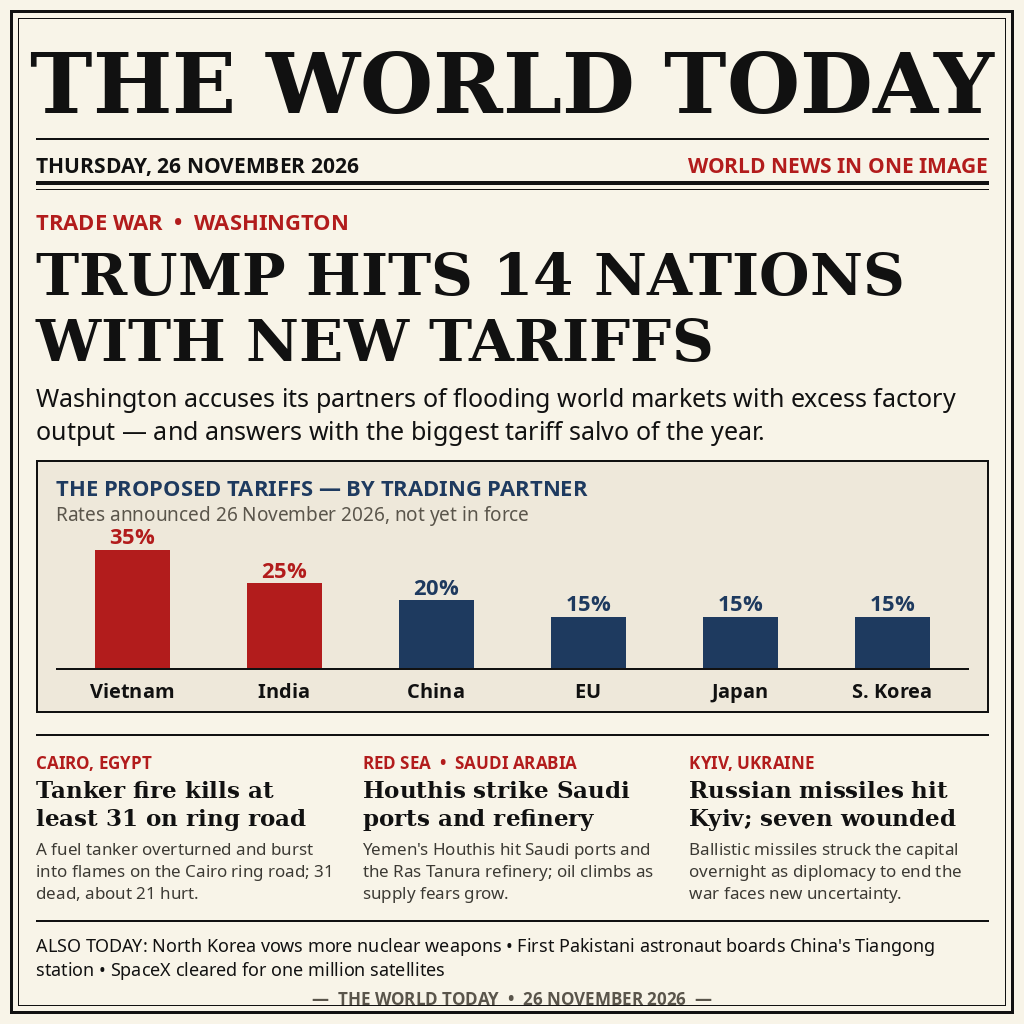 THE WORLD TODAY
THURSDAY, 26 NOVEMBER 2026
WORLD NEWS IN ONE IMAGE
TRADE WAR • WASHINGTON
TRUMP HITS 14 NATIONS
WITH NEW TARIFFS
Washington accuses its partners of flooding world markets with excess factory
output — and answers with the biggest tariff salvo of the year.
THE PROPOSED TARIFFS — BY TRADING PARTNER
Rates announced 26 November 2026, not yet in force
35%
25%
20%
15%
15%
15%
Vietnam
India
China
EU
Japan
S. Korea
CAIRO, EGYPT
Tanker fire kills at
least 31 on ring road
A fuel tanker overturned and burst
into flames on the Cairo ring road; 31
dead, about 21 hurt.
RED SEA • SAUDI ARABIA
Houthis strike Saudi
ports and refinery
Yemen's Houthis hit Saudi ports and
the Ras Tanura refinery; oil climbs as
supply fears grow.
KYIV, UKRAINE
Russian missiles hit
Kyiv; seven wounded
Ballistic missiles struck the capital
overnight as diplomacy to end the
war faces new uncertainty.
ALSO TODAY: North Korea vows more nuclear weapons • First Pakistani astronaut boards China's Tiangong
station • SpaceX cleared for one million satellites
— THE WORLD TODAY • 26 NOVEMBER 2026 —